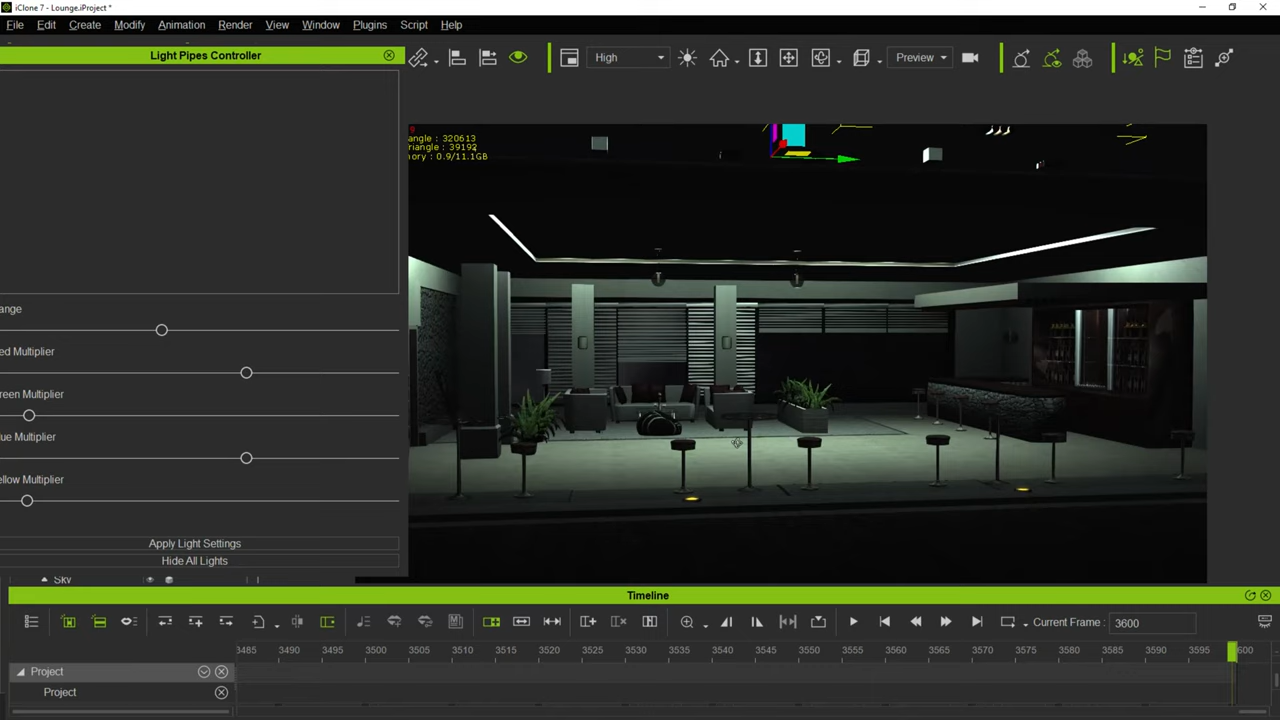 iClone 7 - Lounge.iProject *
File Edit Create Modify Animation Render View Window Plugins Script Help
Light Pipes Controller
High
Preview
9
angle : 320613
riangle : 39192
mory : 0.9/11.1GB
ange
ed Multiplier
reen Multiplier
lue Multiplier
ellow Multiplier
Apply Light Settings
Hide All Lights
Sky
Timeline
Current Frame : 3600
3485 3490 3495 3500 3505 3510 3515 3520 3525 3530 3535 3540 3545 3550 3555 3560 3565 3570 3575 3580 3585 3590 3595 600
Project
Project